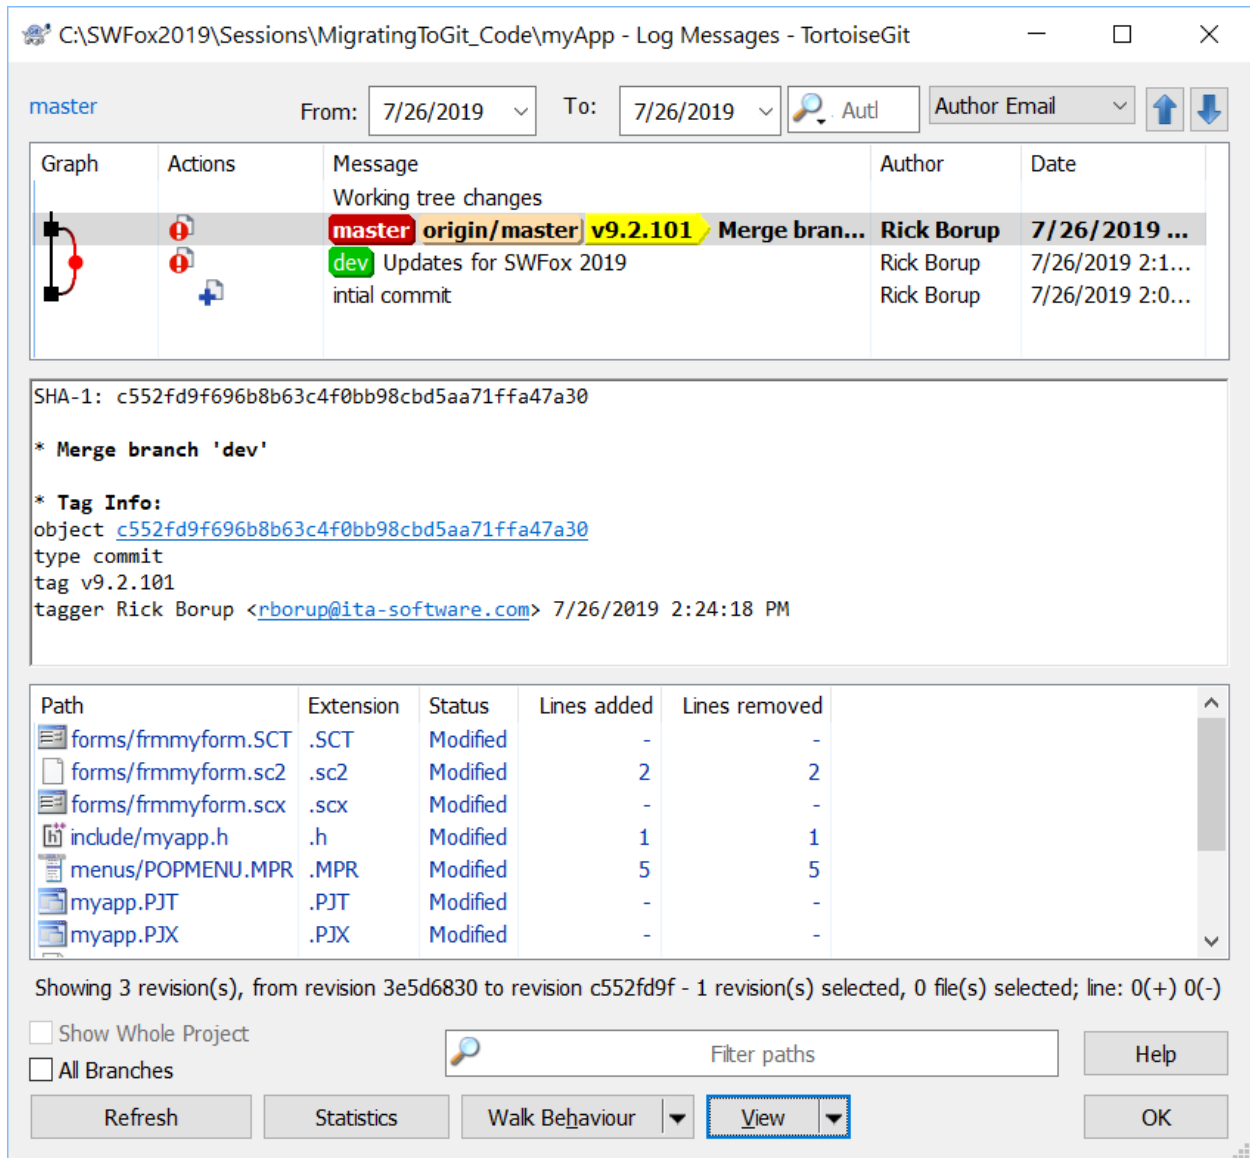 C:\SWFox2019\Sessions\MigratingToGit_Code\myApp - Log Messages - TortoiseGit
master From: 7/26/2019 To: 7/26/2019 Author Email
Graph Actions Message Author Date
Working tree changes
master origin/master v9.2.101 Merge bran... Rick Borup 7/26/2019 ...
dev Updates for SWFox 2019 Rick Borup 7/26/2019 2:1...
intial commit Rick Borup 7/26/2019 2:0...
SHA-1: c552fd9f696b8b63c4f0bb98cbd5aa71ffa47a30
* Merge branch 'dev'
* Tag Info:
object c552fd9f696b8b63c4f0bb98cbd5aa71ffa47a30
type commit
tag v9.2.101
tagger Rick Borup <rborup@ita-software.com> 7/26/2019 2:24:18 PM
Path Extension Status Lines added Lines removed
forms/frmmyform.SCT .SCT Modified - -
forms/frmmyform.sc2 .sc2 Modified 2 2
forms/frmmyform.scx .scx Modified - -
include/myapp.h .h Modified 1 1
menus/POPMENU.MPR .MPR Modified 5 5
myapp.PJT .PJT Modified - -
myapp.PJX .PJX Modified - -
Showing 3 revision(s), from revision 3e5d6830 to revision c552fd9f - 1 revision(s) selected, 0 file(s) selected; line: 0(+) 0(-)
Show Whole Project
All Branches
Filter paths
Help
Refresh Statistics Walk Behaviour View OK